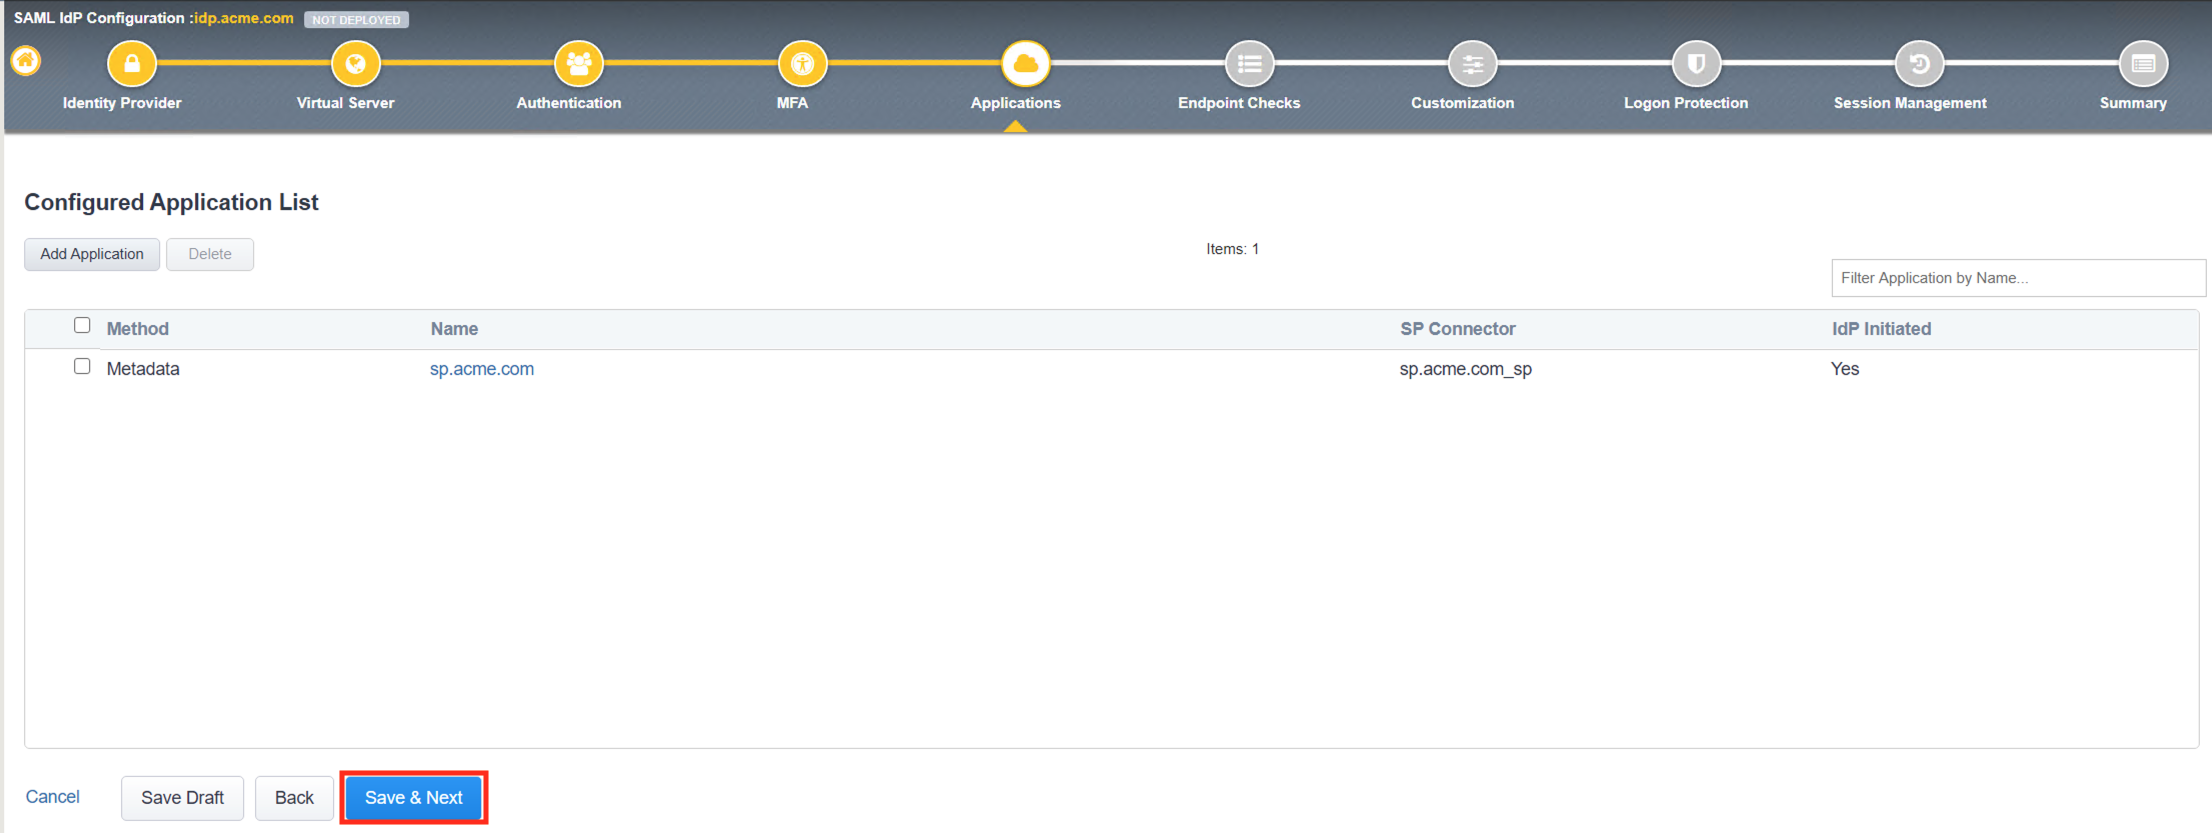 SAML IdP Configuration :idp.acme.com NOT DEPLOYED
Identity Provider Virtual Server Authentication MFA Applications Endpoint Checks Customization Logon Protection Session Management Summary
Configured Application List
Add Application Delete Items: 1
Filter Application by Name...
Method Name SP Connector IdP Initiated
Metadata sp.acme.com sp.acme.com_sp Yes
Cancel Save Draft Back Save & Next